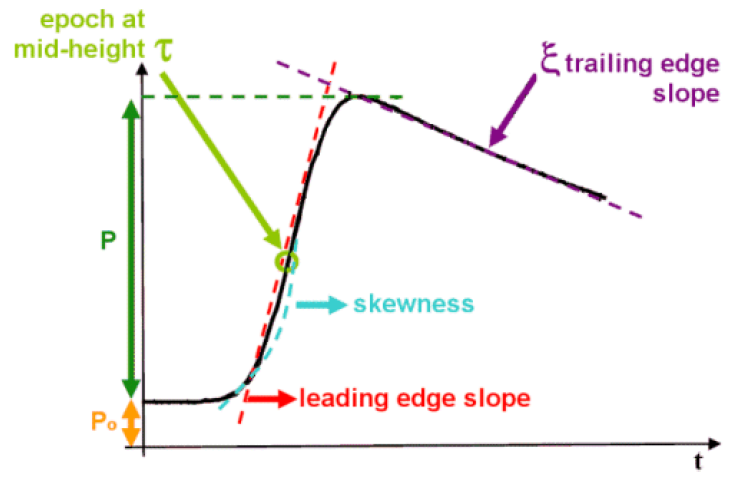 epoch at
mid-height τ
ξ trailing edge
slope
P
skewness
leading edge slope
Po
t